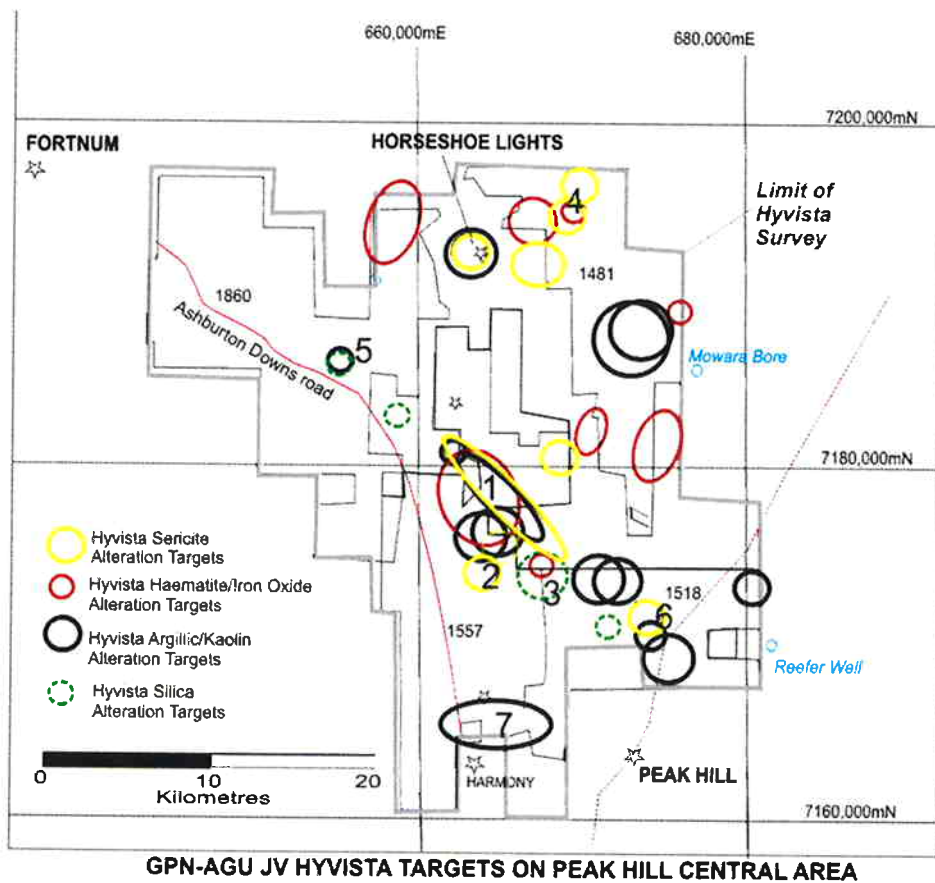 660,000mE
680,000mE
7200,000mN
FORTNUM
HORSESHOE LIGHTS
Limit of
Hyvista
Survey
4
1481
1860
Ashburton Downs road
5
Mowara Bore
7180,000mN
1
Hyvista Sericite
Alteration Targets
2
3
Hyvista Haematite/Iron Oxide
Alteration Targets
1518
6
1557
Hyvista Argillic/Kaolin
Alteration Targets
Reefer Well
Hyvista Silica
Alteration Targets
7
0 10 20
Kilometres
HARMONY
PEAK HILL
7160,000mN
GPN-AGU JV HYVISTA TARGETS ON PEAK HILL CENTRAL AREA